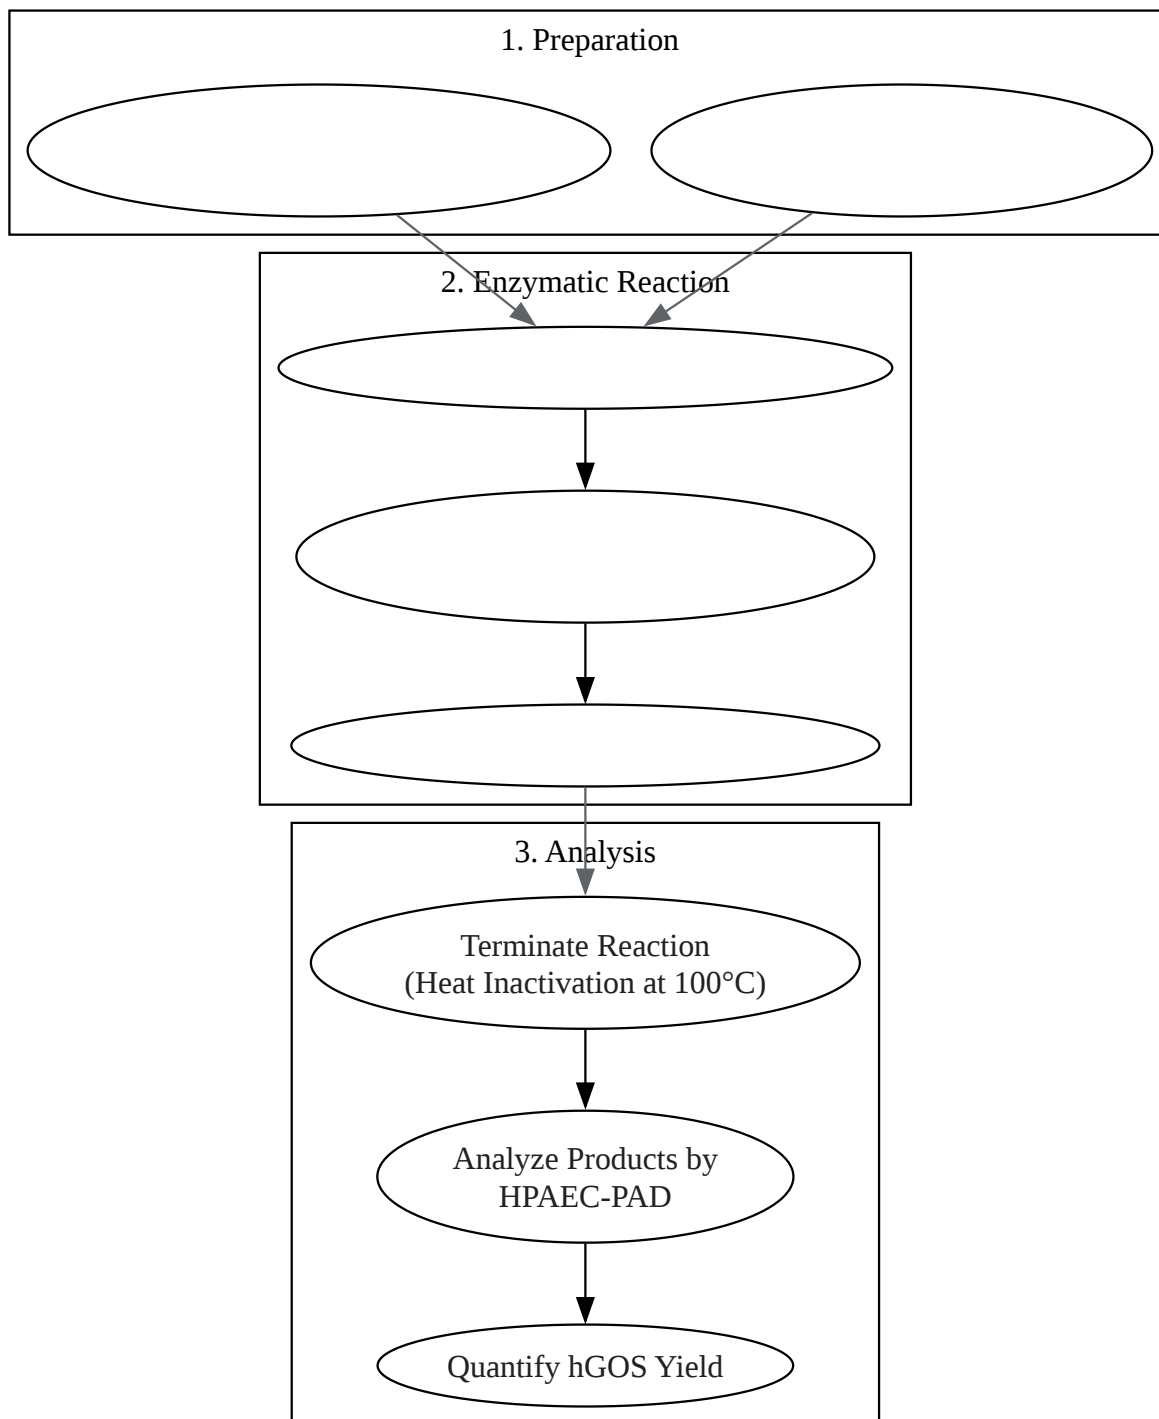 1. Preparation
2. Enzymatic Reaction
3. Analysis
Terminate Reaction
(Heat Inactivation at 100°C)
Analyze Products by
HPAEC-PAD
Quantify hGOS Yield